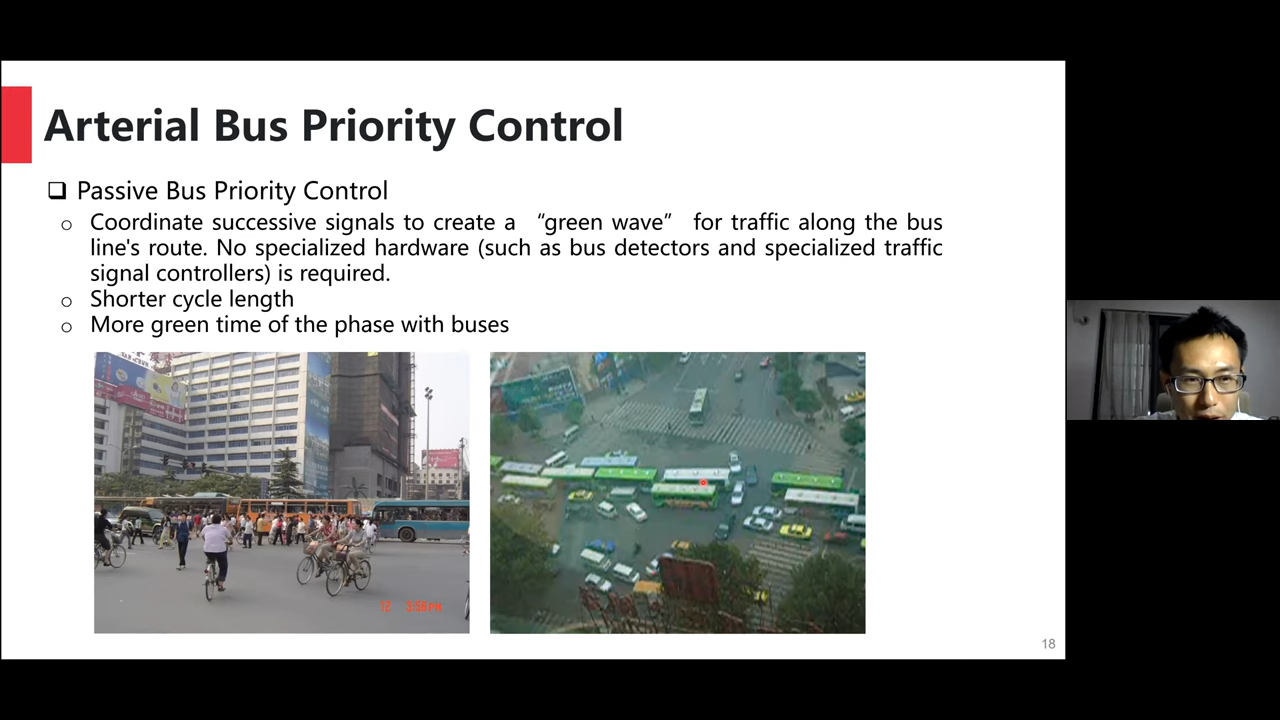 Arterial Bus Priority Control
❑ Passive Bus Priority Control
o Coordinate successive signals to create a “green wave” for traffic along the bus
line's route. No specialized hardware (such as bus detectors and specialized traffic
signal controllers) is required.
o Shorter cycle length
o More green time of the phase with buses
18